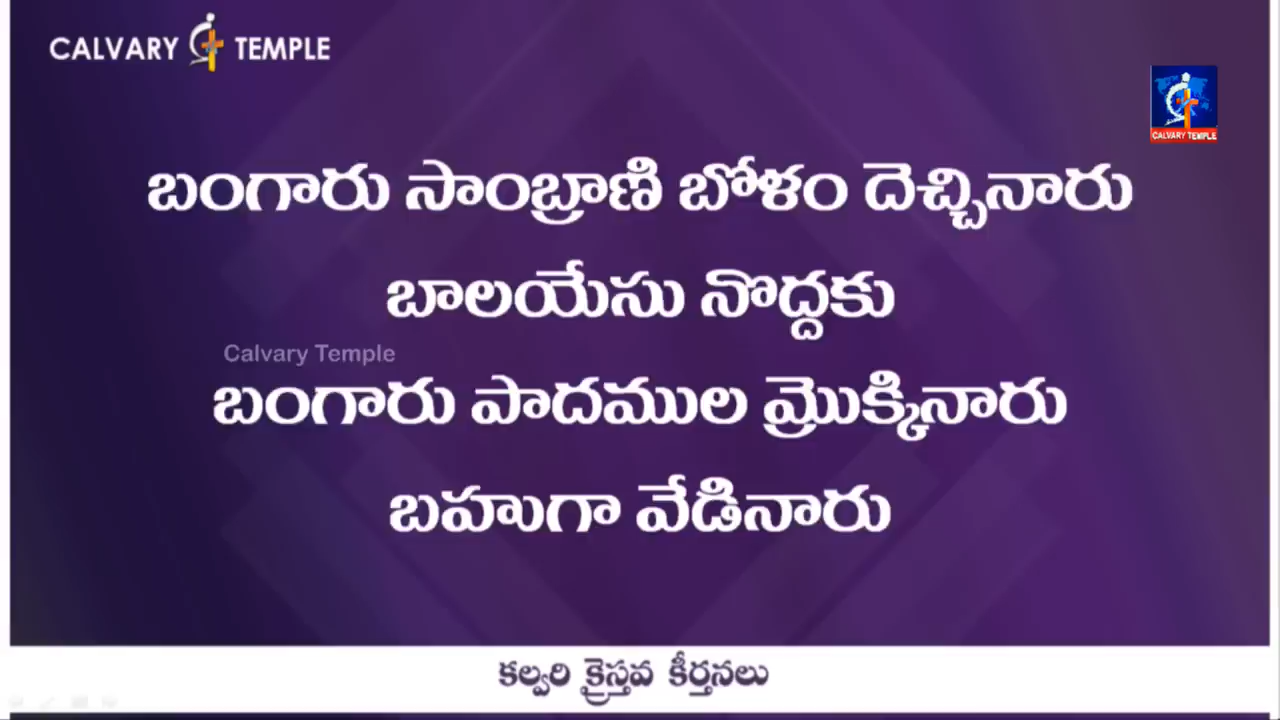 CALVARY TEMPLE
CALVARY TEMPLE
బంగారు సాంబ్రాణి బోళం దెచ్చినారు
బాలయేసు నొద్దకు
Calvary Temple
బంగారు పాదముల మ్రొక్కినారు
బహుగా వేడినారు
కల్వరి క్రైస్తవ కీర్తనలు